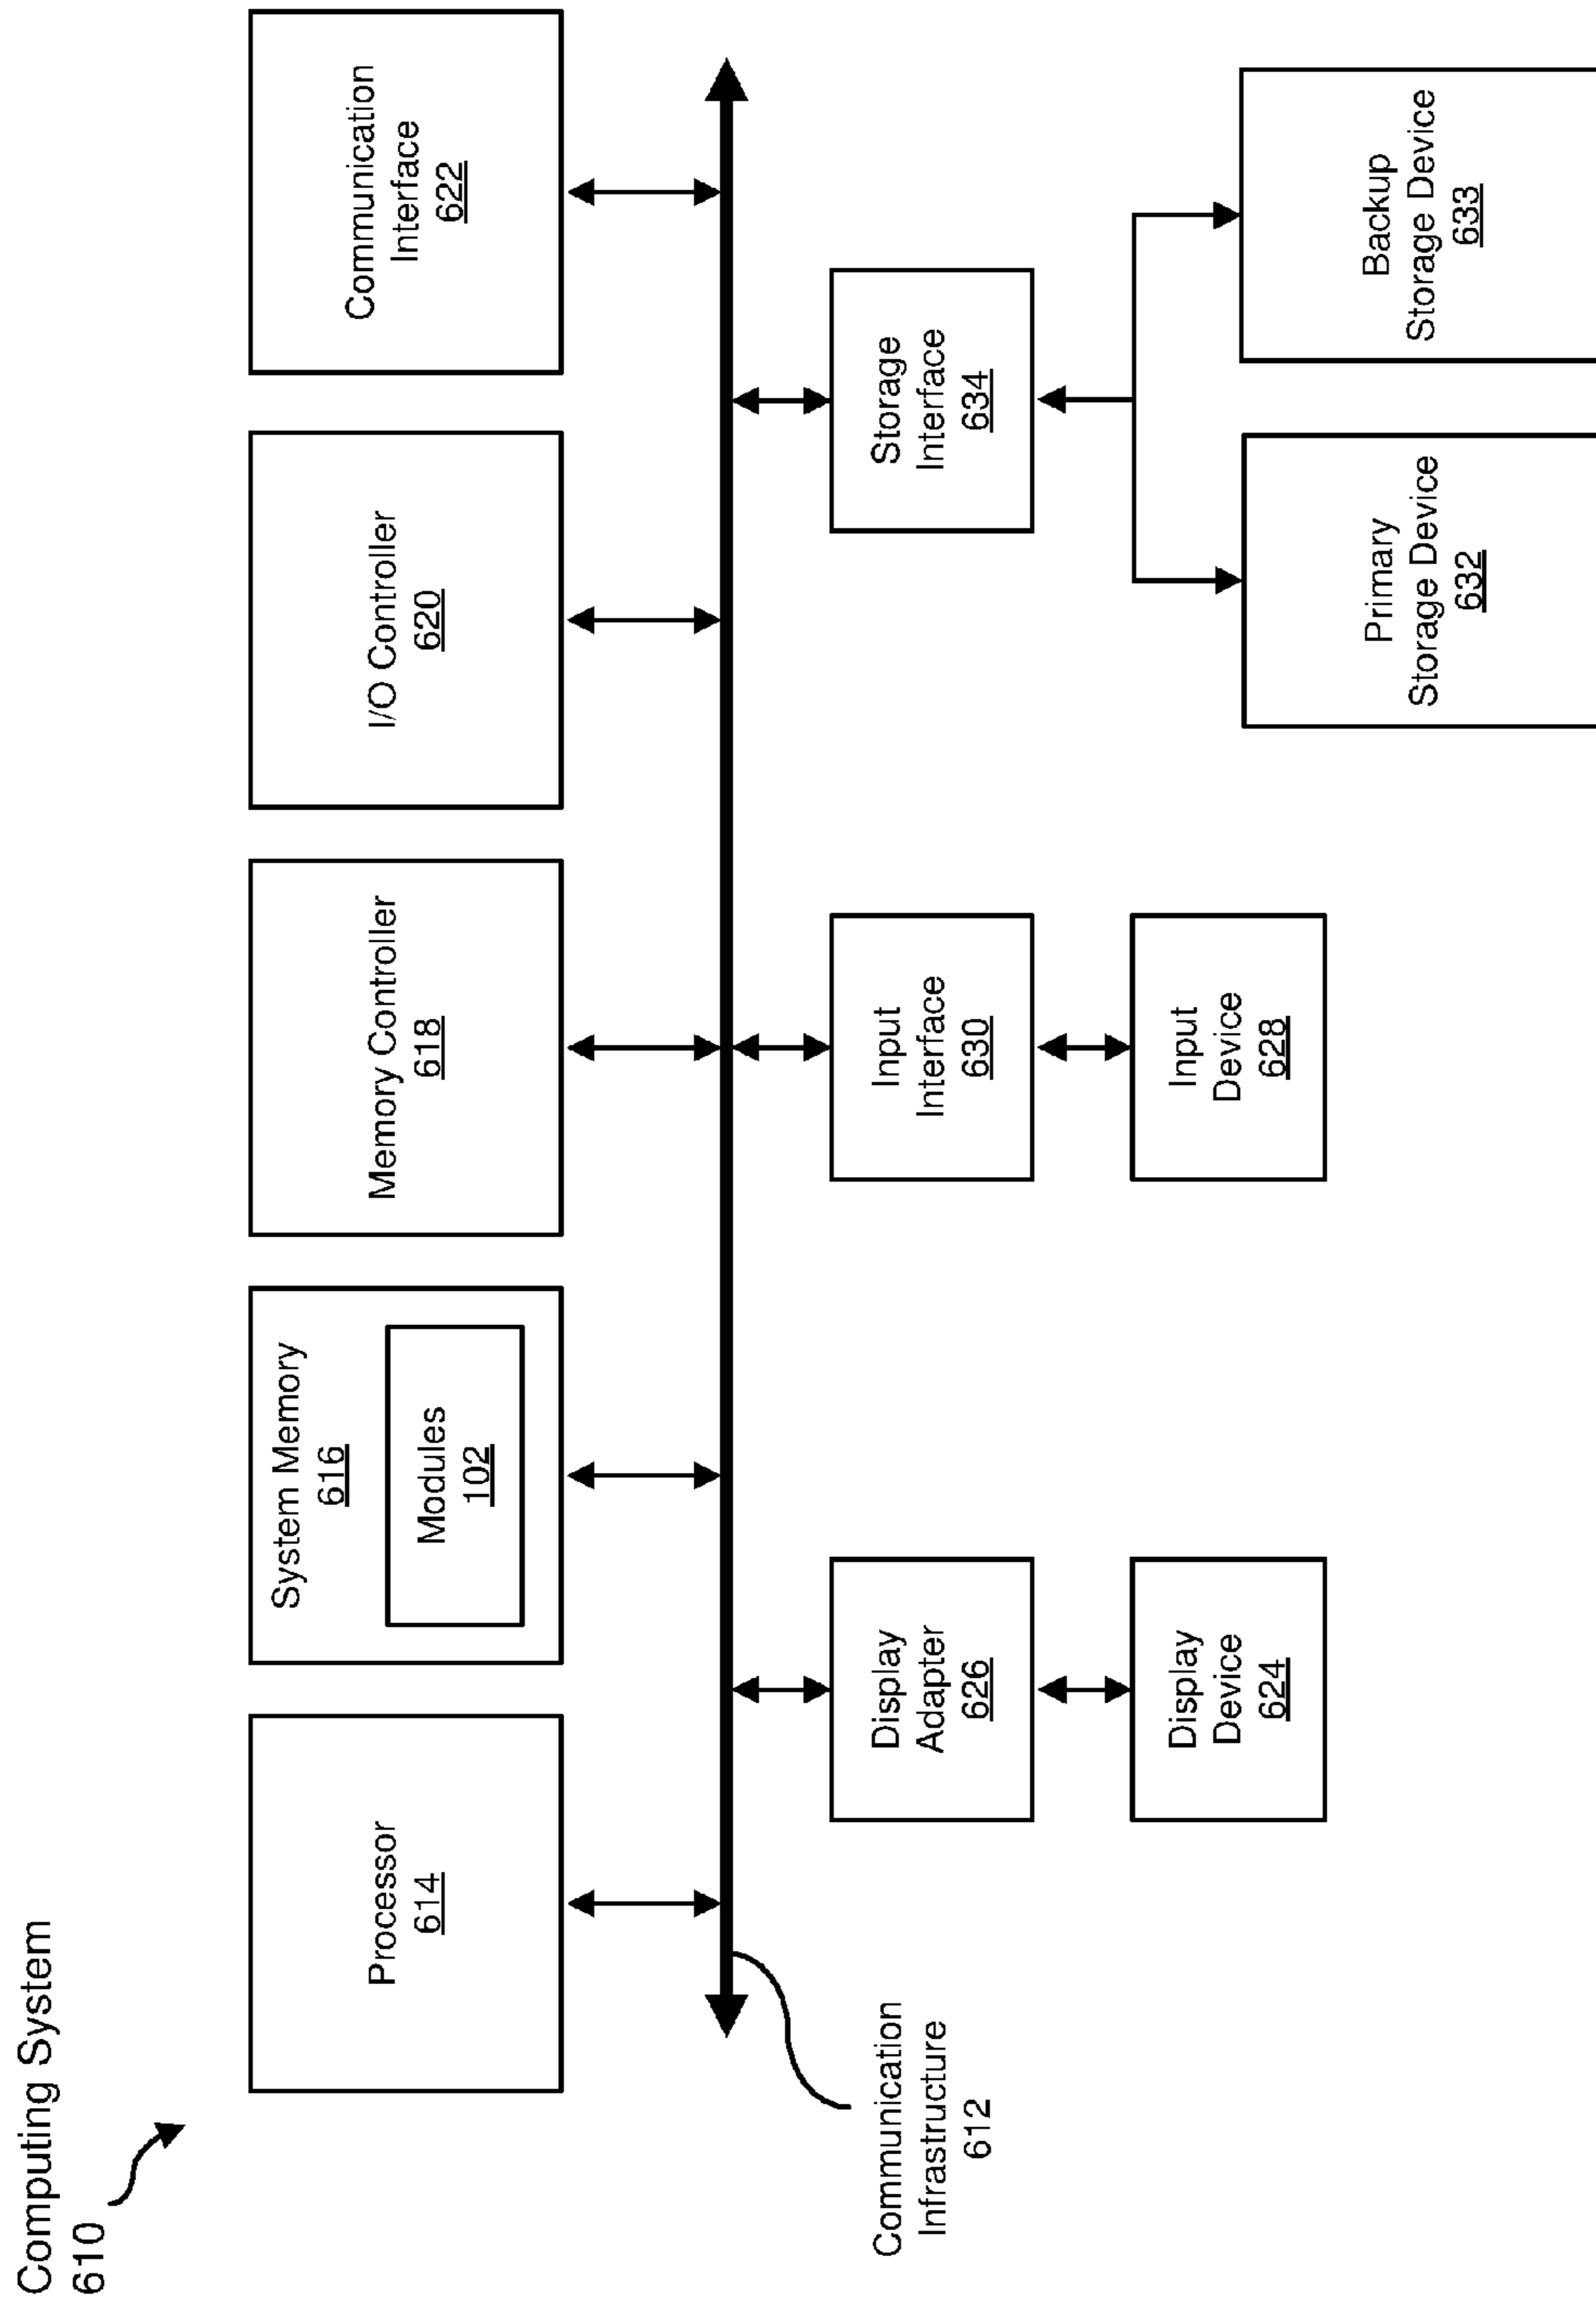 Computing System
610
Processor
614
System Memory
616
Modules
102
Memory Controller
618
I/O Controller
620
Communication
Interface
622
Communication
Infrastructure
612
Display
Adapter
626
Input
Interface
630
Storage
Interface
634
Display
Device
624
Input
Device
628
Primary
Storage Device
632
Backup
Storage Device
633